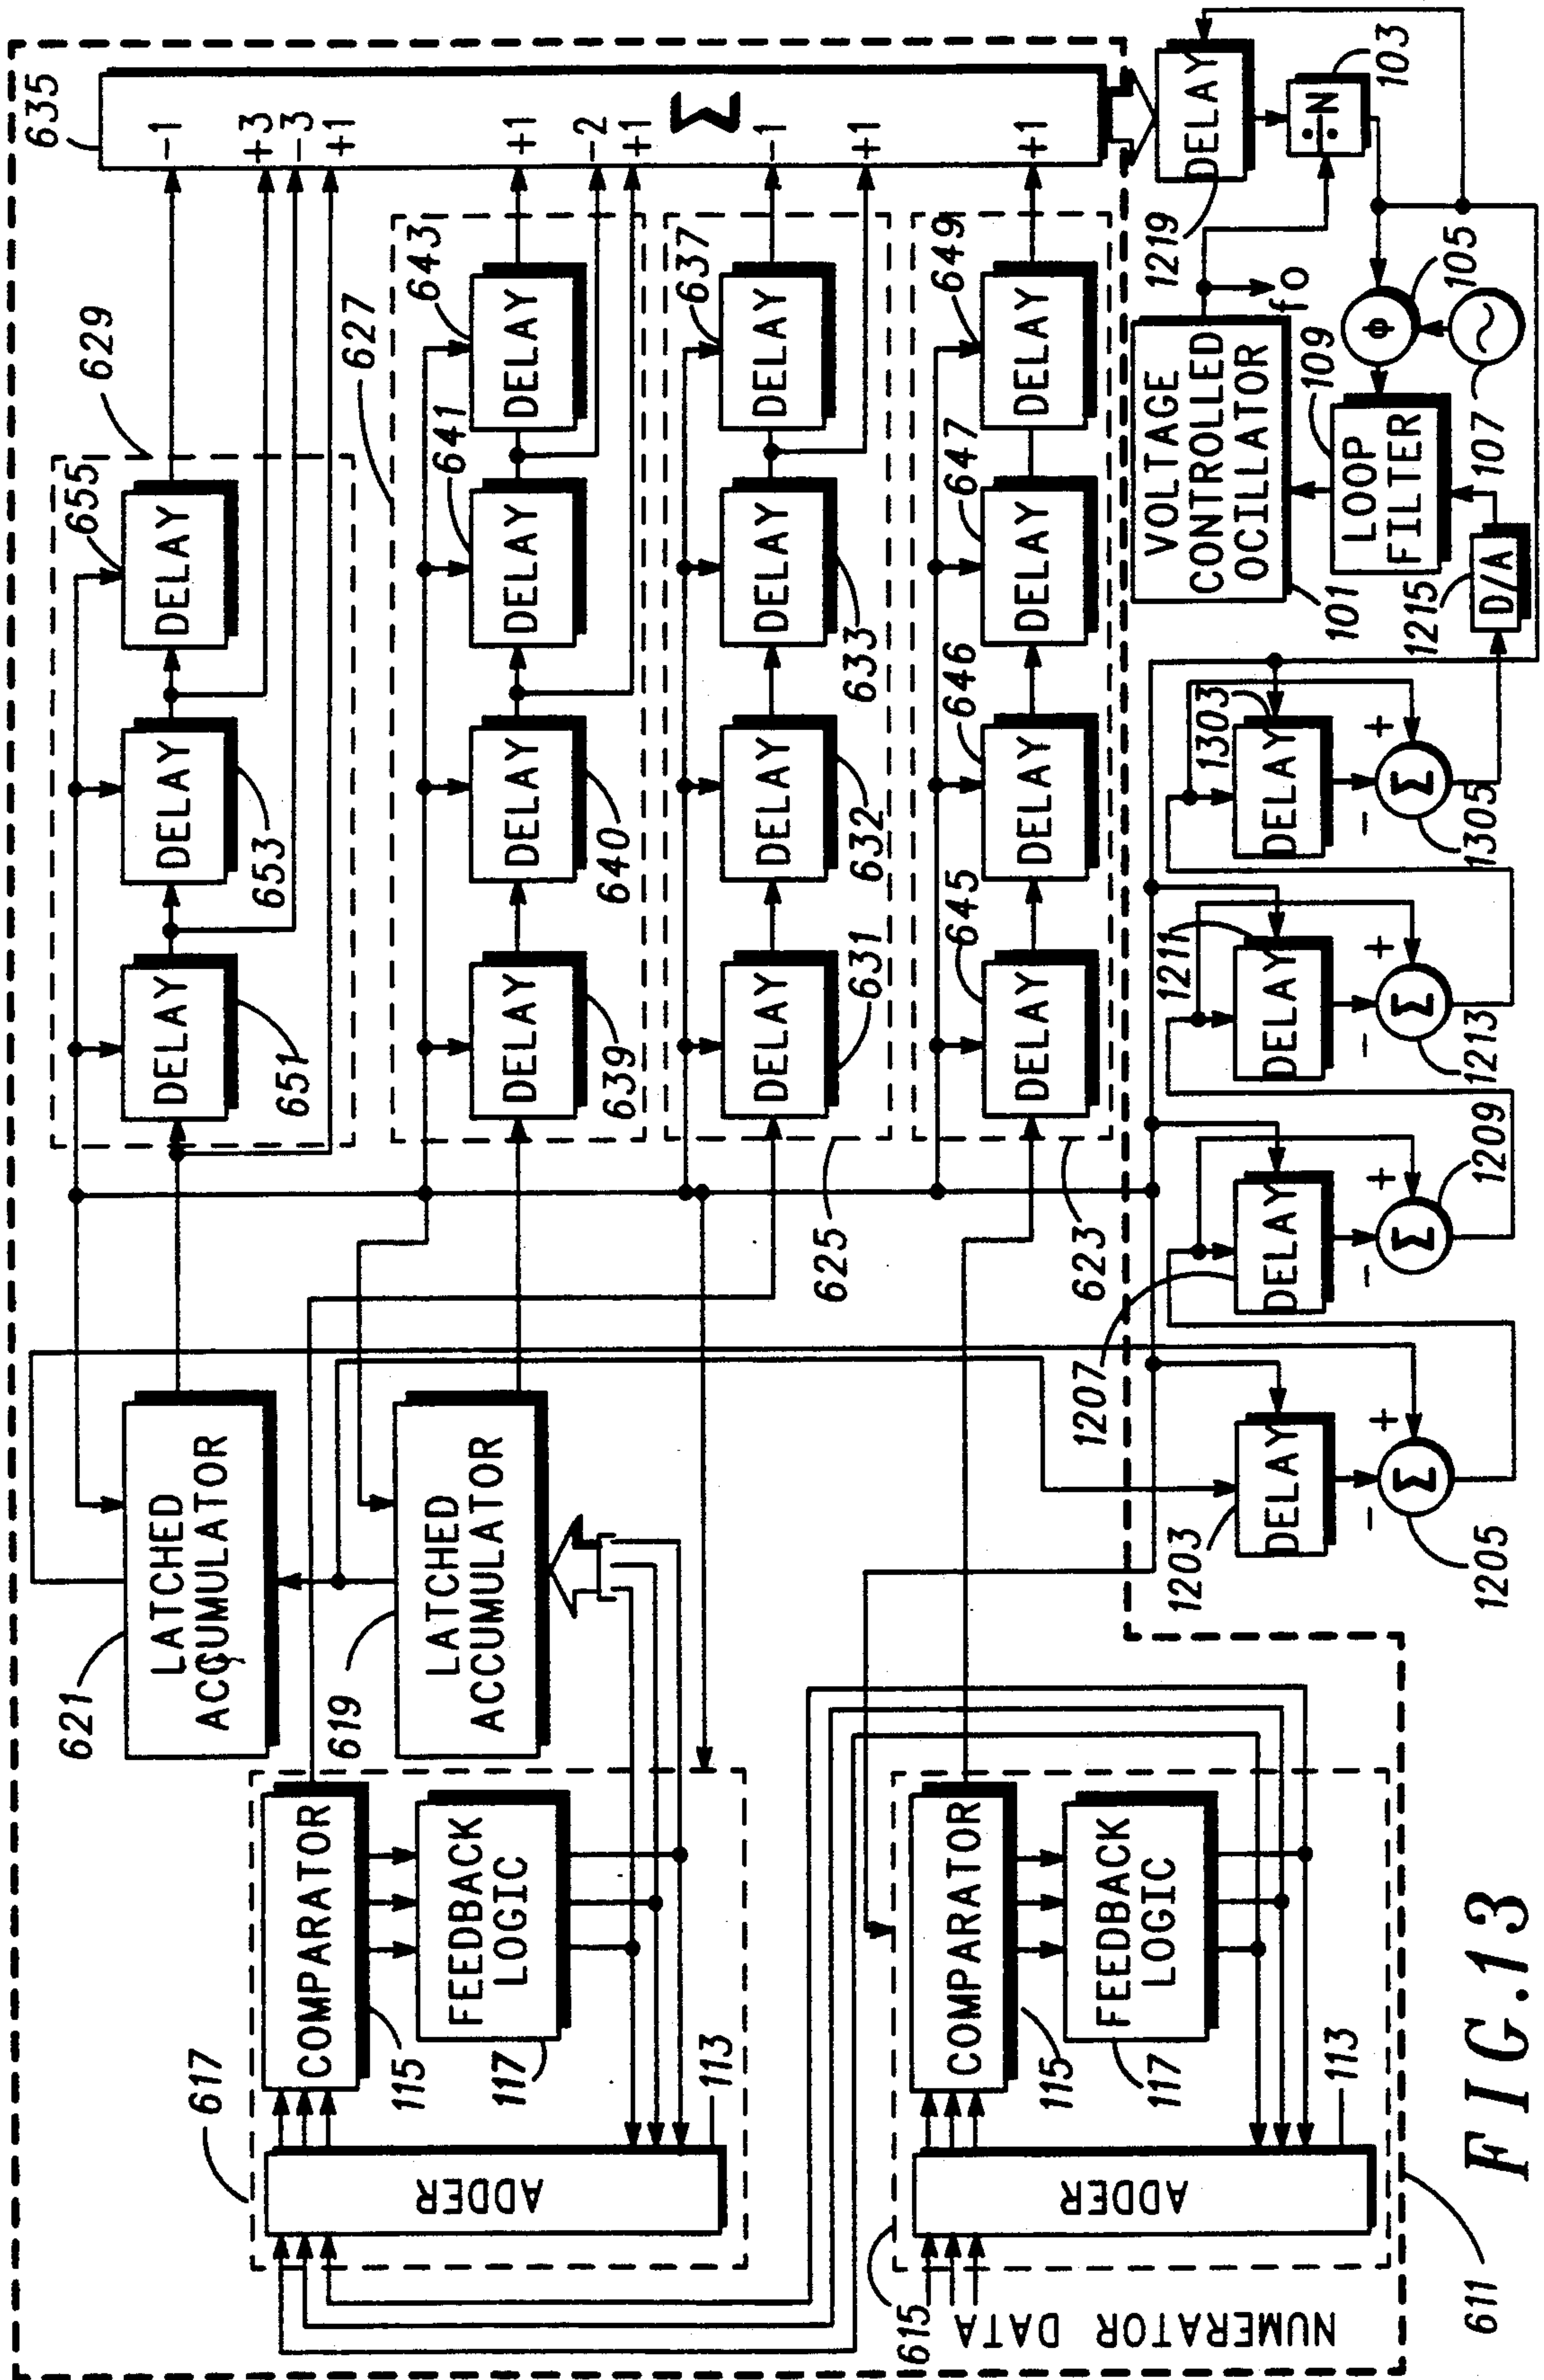 635
-1
+3
-3
+1
+1
-2
+1
Σ
-1
+1
+1
629
655
DELAY
DELAY
DELAY
653
651
627
643
641
DELAY
DELAY
DELAY
DELAY
640
639
637
DELAY
DELAY
DELAY
DELAY
633
632
631
625
649
647
646
645
DELAY
DELAY
DELAY
DELAY
623
621
LATCHED
ACCUMULATOR
619
LATCHED
ACCUMULATOR
617
COMPARATOR
115
FEEDBACK
LOGIC
117
113
ADDER
COMPARATOR
115
FEEDBACK
LOGIC
117
113
ADDER
615
NUMERATOR DATA
611
DELAY
1219
÷N
103
VOLTAGE
CONTROLLED
OCILLATOR
101
fo
ϕ
105
~
107
109
LOOP
FILTER
D/A
1215
1303
DELAY
+
-
Σ
1305
1211
DELAY
+
-
Σ
1213
1207
DELAY
+
-
Σ
1209
1203
DELAY
+
-
Σ
1205
FIG.13